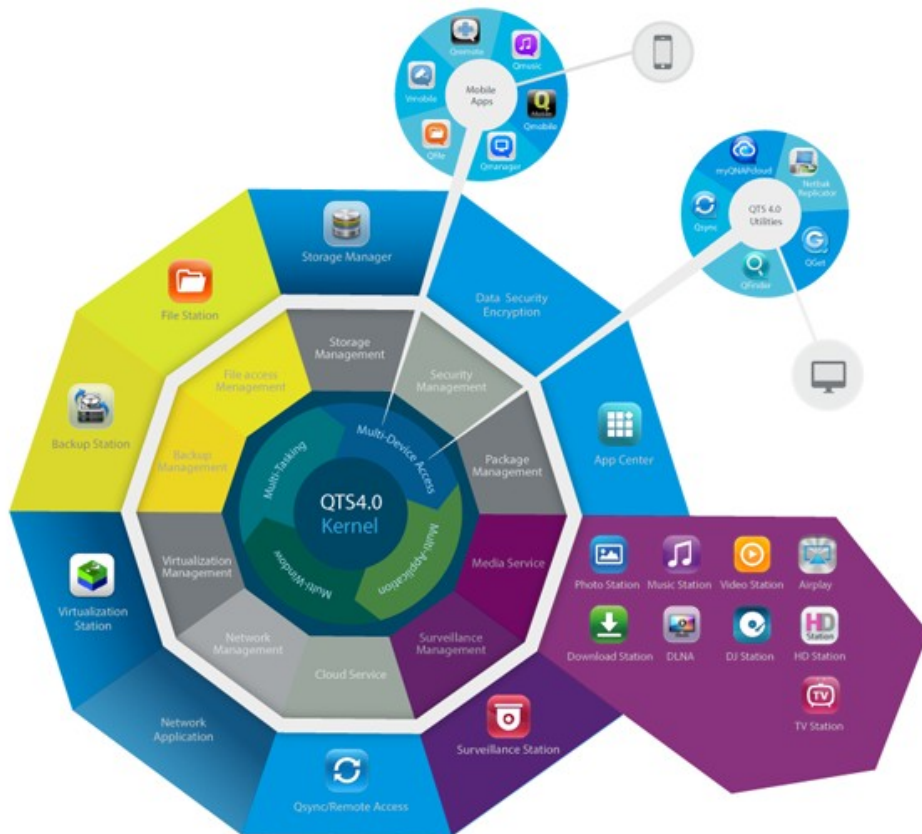 Qremote
Qmusic
Vmobile
Mobile
Apps
Q
Mobile
Qmobile
Qfile
Qmanager
myQNAPcloud
Netbak
Replicator
Qsync
QTS 4.0
Utilities
QGet
QFinder
Storage Manager
File Station
Data Security
Encryption
Storage
Management
File access
Menagement
Security
Management
Backup Station
Backup
Management
Multi-Tasking
Multi-Device Access
Package
Management
App Center
QTS4.0
Kernel
Virtualization
Management
Multi-Window
Multi-Application
Media Service
Virtualization
Station
Network
Management
Surveillance
Management
Cloud Service
Photo Station
Music Station
Video Station
Airplay
HD
Station
Download Station
DLNA
DJ Station
HD Station
TV
TV Station
Network
Application
Surveillance Station
Qsync/Remote Access